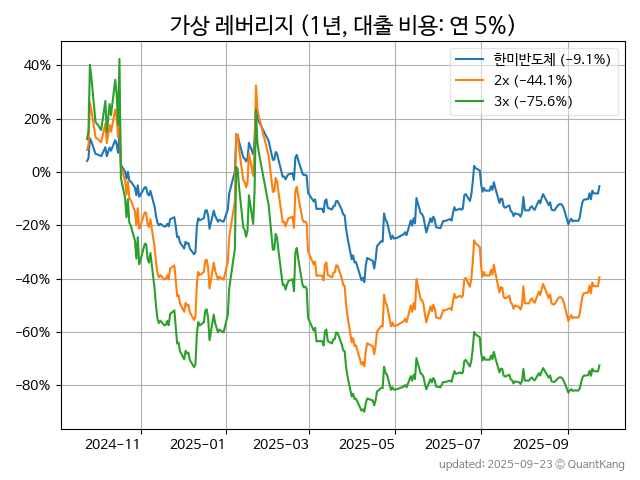 가상 레버리지 (1년, 대출 비용: 연 5%)
한미반도체 (−9.1%)
2x (−44.1%)
3x (−75.6%)
40%
20%
0%
−20%
−40%
−60%
−80%
2024-11 2025-01 2025-03 2025-05 2025-07 2025-09
updated: 2025-09-23 ⓒ QuantKang